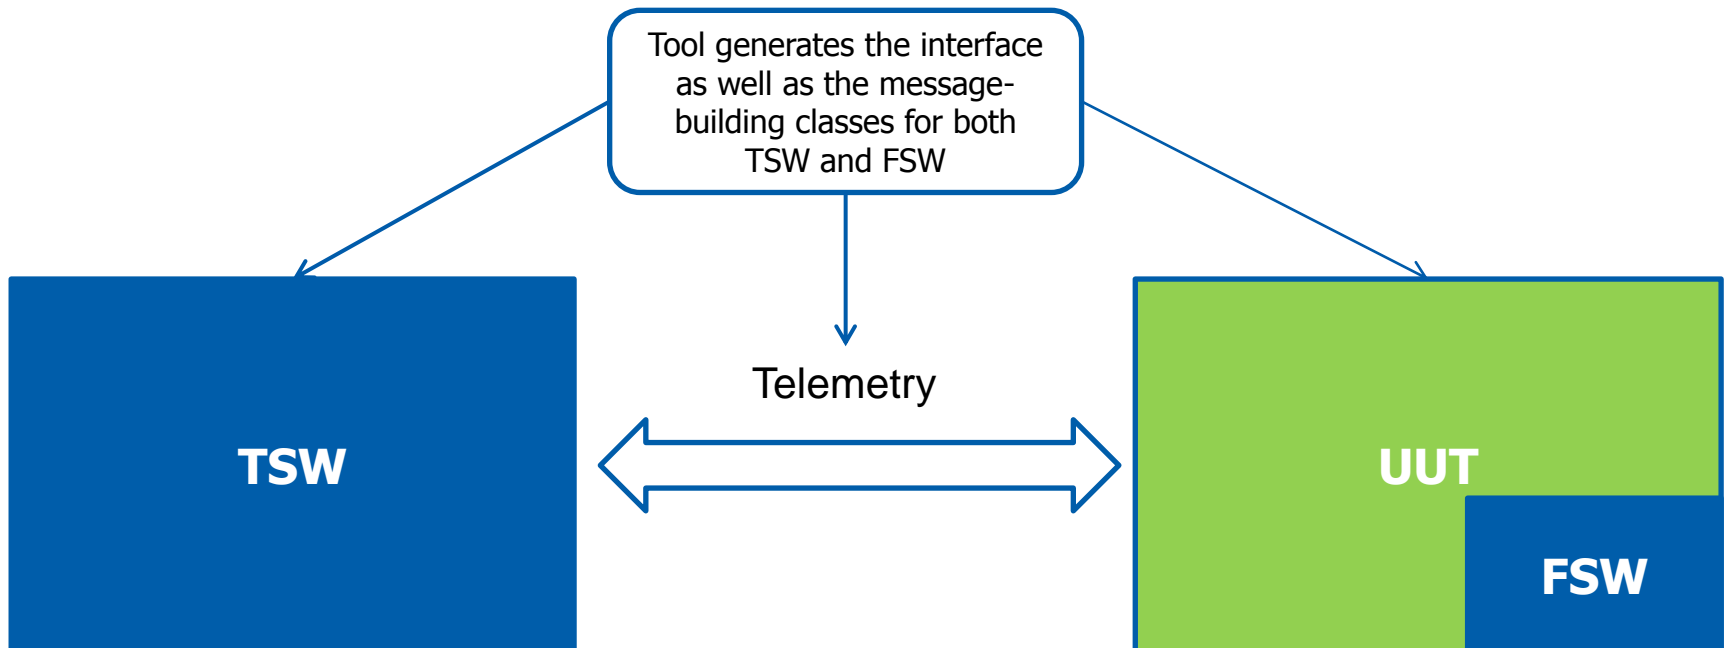 Tool generates the interface
as well as the message-
building classes for both
TSW and FSW
Telemetry
TSW
UUT
FSW